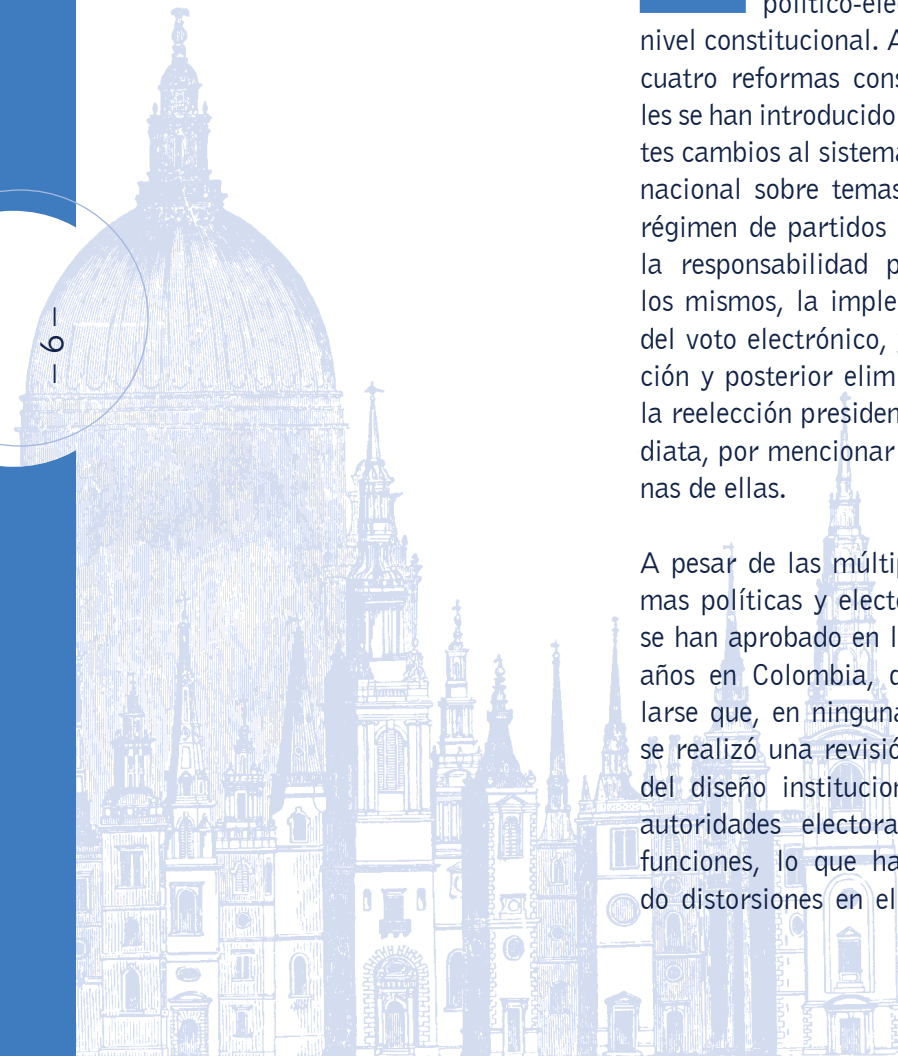 político-ele
nivel constitucional. A
cuatro reformas cons
les se han introducido
tes cambios al sistema
nacional sobre temas
régimen de partidos
la responsabilidad p
los mismos, la imple
del voto electrónico,
ción y posterior elim
la reelección presiden
diata, por mencionar
nas de ellas.
A pesar de las múltip
mas políticas y electo
se han aprobado en l
años en Colombia, d
larse que, en ninguna
se realizó una revisió
del diseño institucion
autoridades electora
funciones, lo que ha
do distorsiones en el
– 6 –